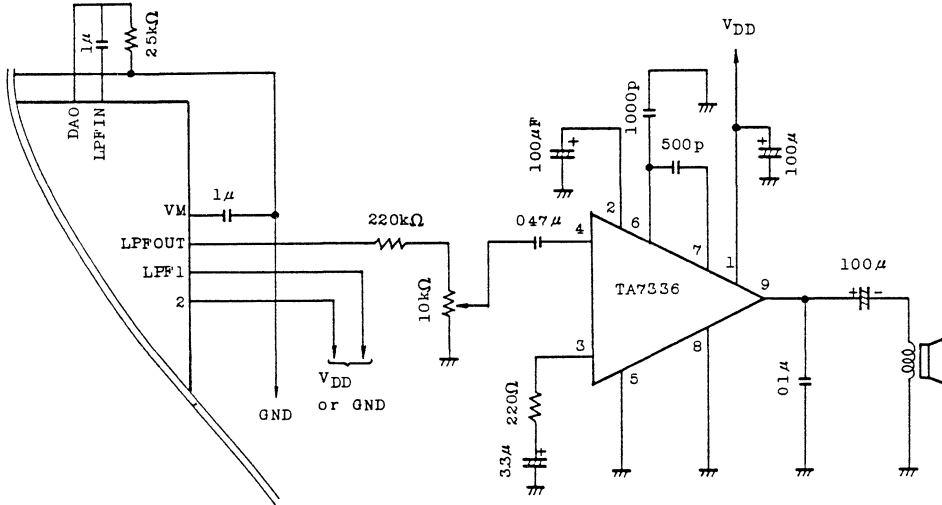 1μ
25kΩ
DAO
LPFIN
VM
1μ
LPFOUT
LPF1
2
220kΩ
10kΩ
VDD
or GND
GND
047μ
100μF
1000p
500p
VDD
100μ
2
6
7
1
4
TA7336
9
3
5
8
220Ω
33μ
100μ
01μ
+
+
+
+ -